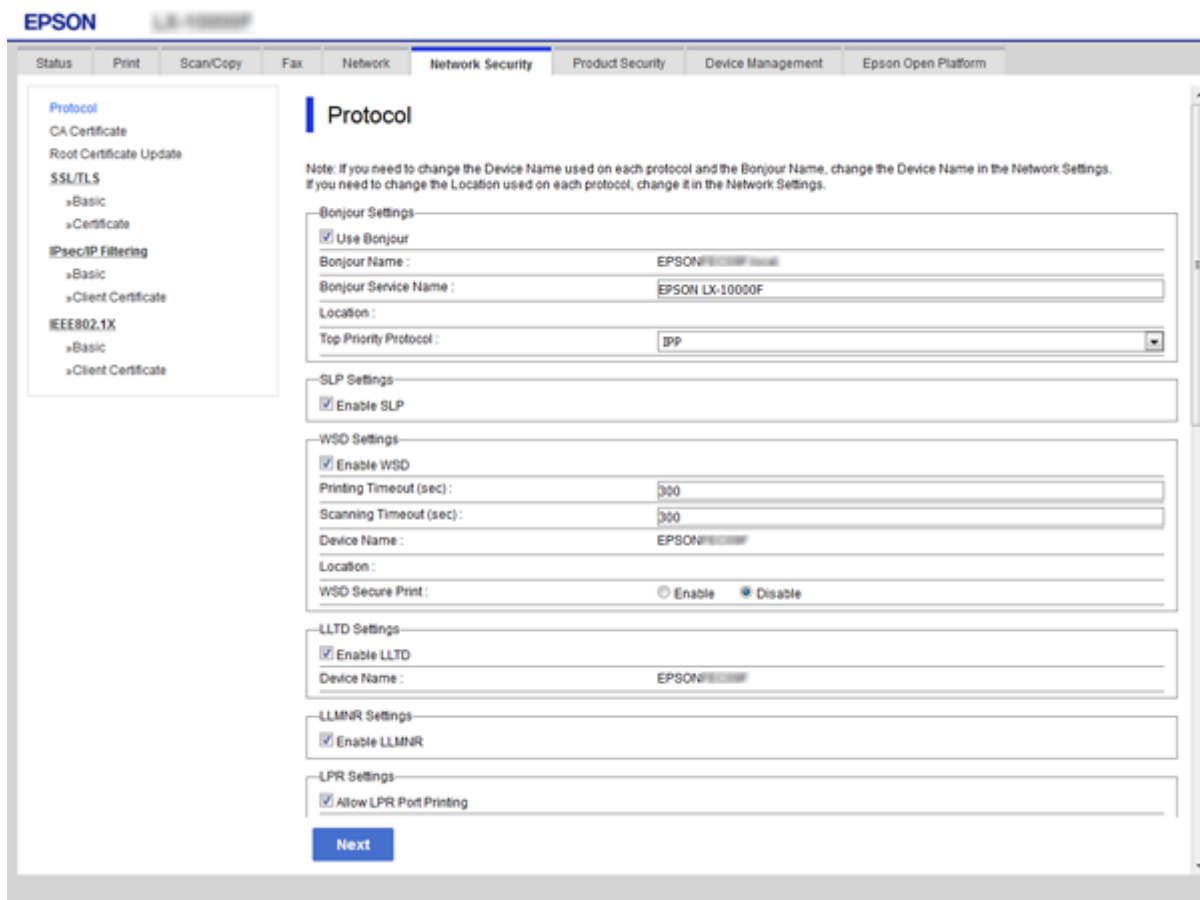 EPSON
Status Print Scan/Copy Fax Network Network Security Product Security Device Management Epson Open Platform
Protocol
CA Certificate
Root Certificate Update
SSL/TLS
»Basic
»Certificate
IPsec/IP Filtering
»Basic
»Client Certificate
IEEE802.1X
»Basic
»Client Certificate
Protocol
Note: If you need to change the Device Name used on each protocol and the Bonjour Name, change the Device Name in the Network Settings.
If you need to change the Location used on each protocol, change it in the Network Settings.
Bonjour Settings
Use Bonjour
Bonjour Name : EPSON
Bonjour Service Name : EPSON LX-10000F
Location :
Top Priority Protocol : IPP
SLP Settings
Enable SLP
WSD Settings
Enable WSD
Printing Timeout (sec) : 300
Scanning Timeout (sec) : 300
Device Name : EPSON
Location :
WSD Secure Print : Enable Disable
LLTD Settings
Enable LLTD
Device Name : EPSON
LLMNR Settings
Enable LLMNR
LPR Settings
Allow LPR Port Printing
Next